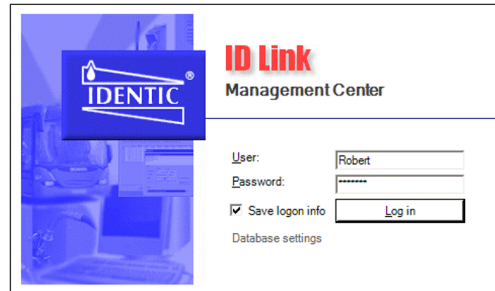 ID Link
IDENTIC®
Management Center
User:
Robert
Password:
•••••••
Save logon info
Log in
Database settings